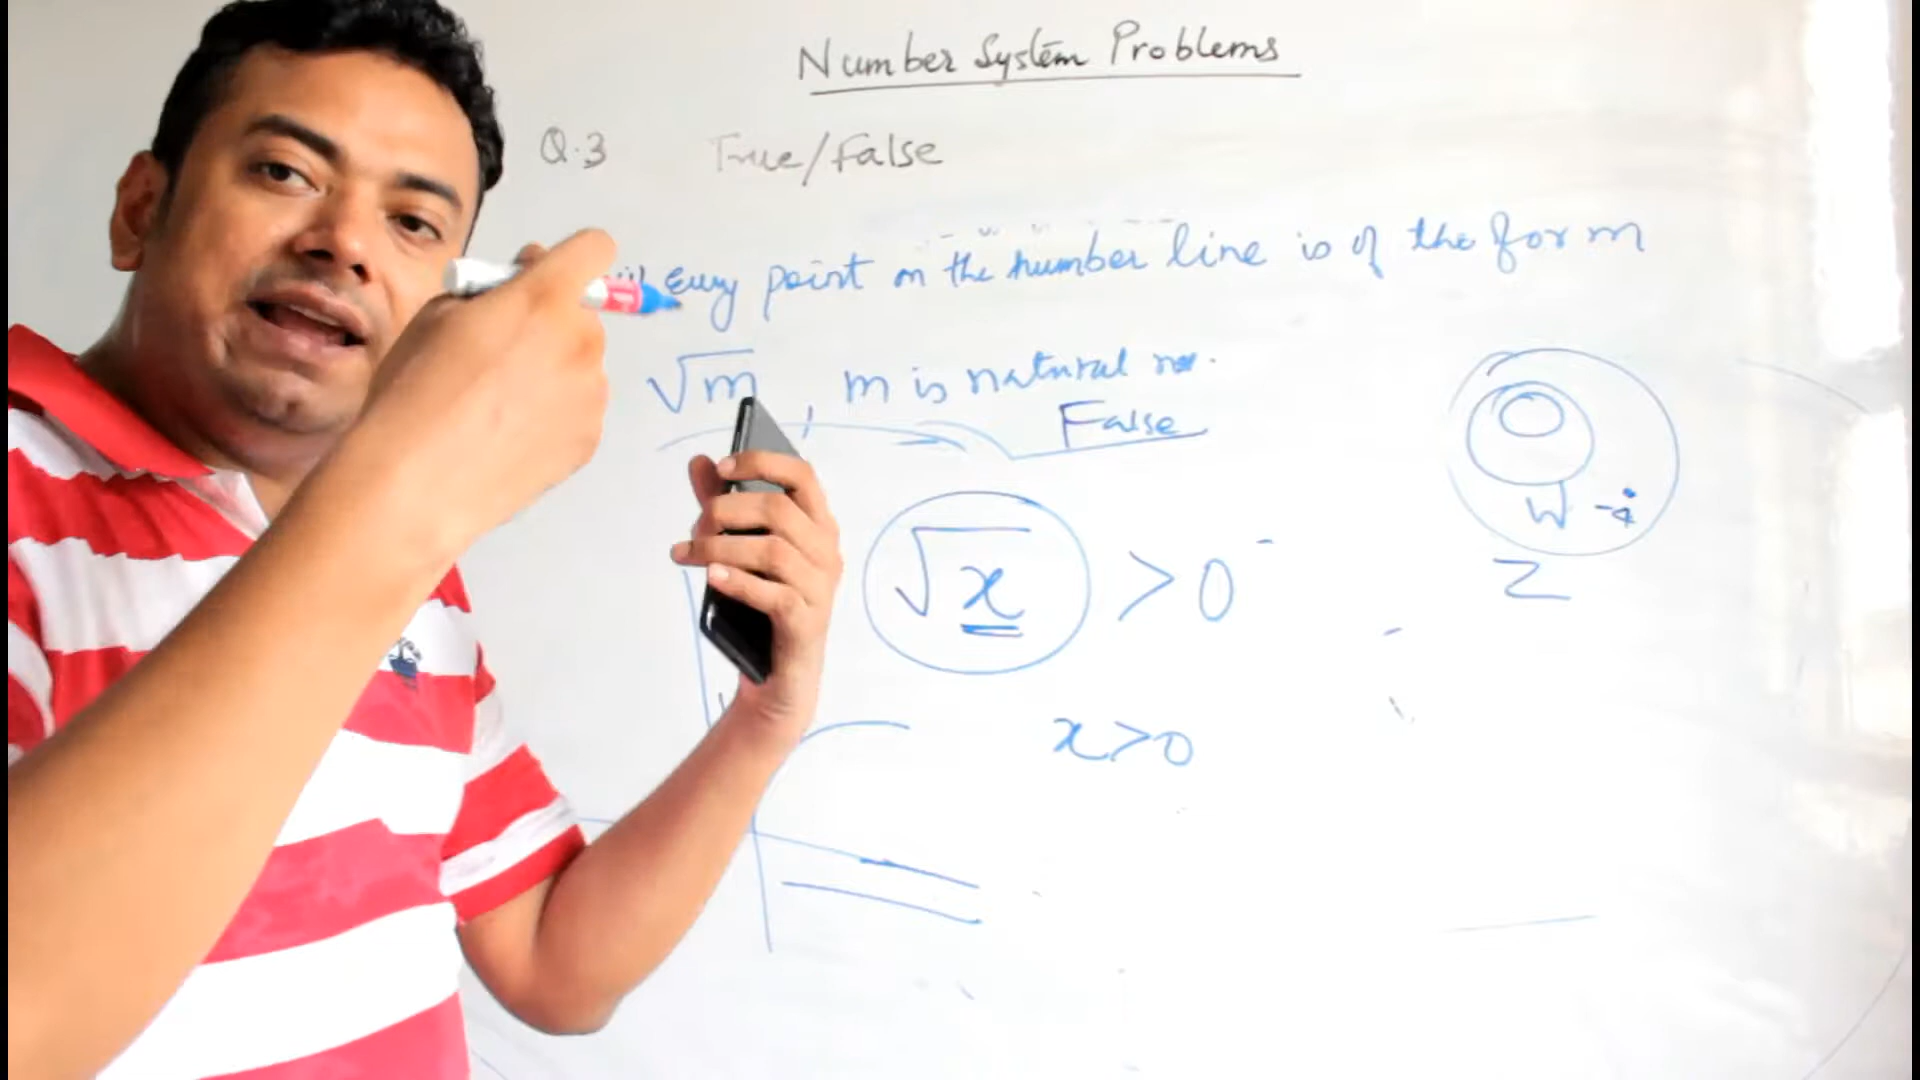 Number System Problems
Q.3 True/False
Every point on the number line is of the form
√m , m is natural no.
False
√x > 0
W -4
Z
x>0